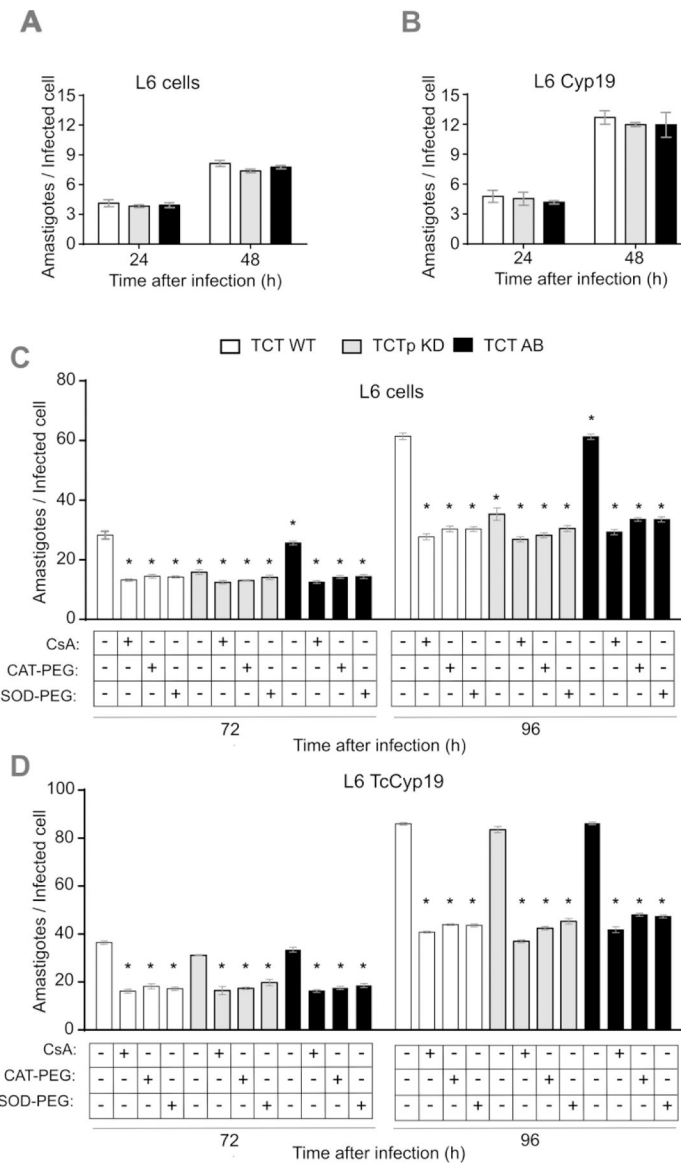 A
L6 cells
Amastigotes / Infected cell
15
12
9
6
3
0
24 48
Time after infection (h)
B
L6 Cyp19
Amastigotes / Infected cell
15
12
9
6
3
0
24 48
Time after infection (h)
TCT WT TCTp KD TCT AB
C
L6 cells
Amastigotes / Infected cell
80
60
40
20
0
* * * * * * * * * * *
* * * * * * * * * * *
CsA: - + - - - + - - - + - - - + - - - + - - - + - -
CAT-PEG: - - + - - - + - - - + - - - + - - - + - - - + -
SOD-PEG: - - - + - - - + - - - + - - - + - - - + - - - +
72 96
Time after infection (h)
D
L6 TcCyp19
Amastigotes / Infected cell
100
80
60
40
20
0
* * * * * * * * *
* * * * * * * * *
CsA: - + - - - + - - - + - - - + - - - + - - - + - -
CAT-PEG: - - + - - - + - - - + - - - + - - - + - - - + -
SOD-PEG: - - - + - - - + - - - + - - - + - - - + - - - +
72 96
Time after infection (h)